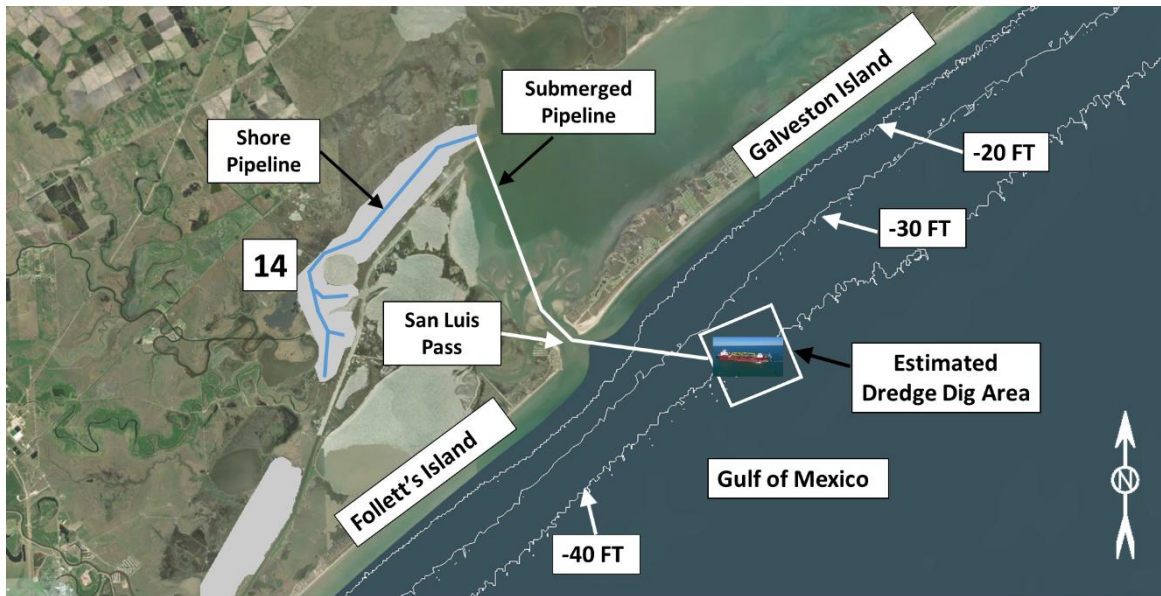 Submerged
Pipeline
Shore
Pipeline
Galveston Island
-20 FT
-30 FT
14
San Luis
Pass
Estimated
Dredge Dig Area
Follett's Island
Gulf of Mexico
-40 FT
N